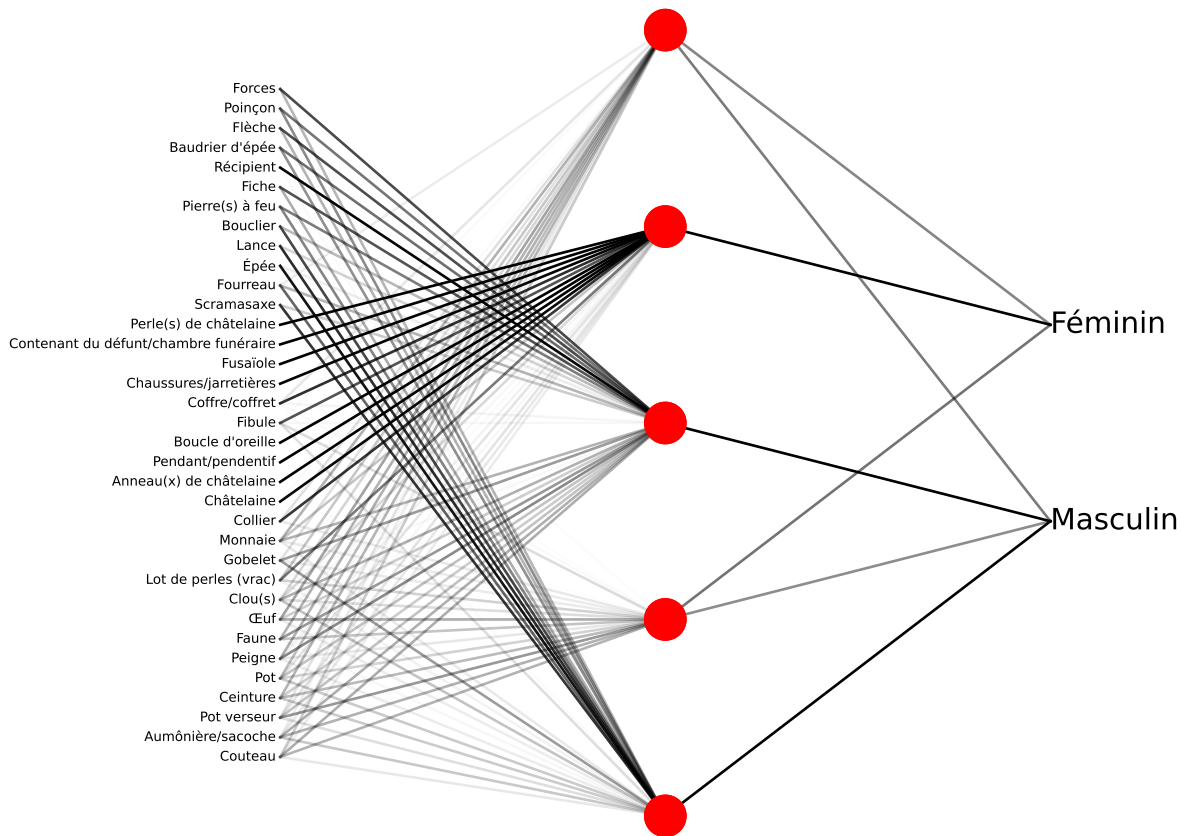 Forces
Poinçon
Flèche
Baudrier d'épée
Récipient
Fiche
Pierre(s) à feu
Bouclier
Lance
Épée
Fourreau
Scramasaxe
Perle(s) de châtelaine
Contenant du défunt/chambre funéraire
Fusaïole
Chaussures/jarretières
Coffre/coffret
Fibule
Boucle d'oreille
Pendant/pendentif
Anneau(x) de châtelaine
Châtelaine
Collier
Monnaie
Gobelet
Lot de perles (vrac)
Clou(s)
Œuf
Faune
Peigne
Pot
Ceinture
Pot verseur
Aumônière/sacoche
Couteau
Féminin
Masculin